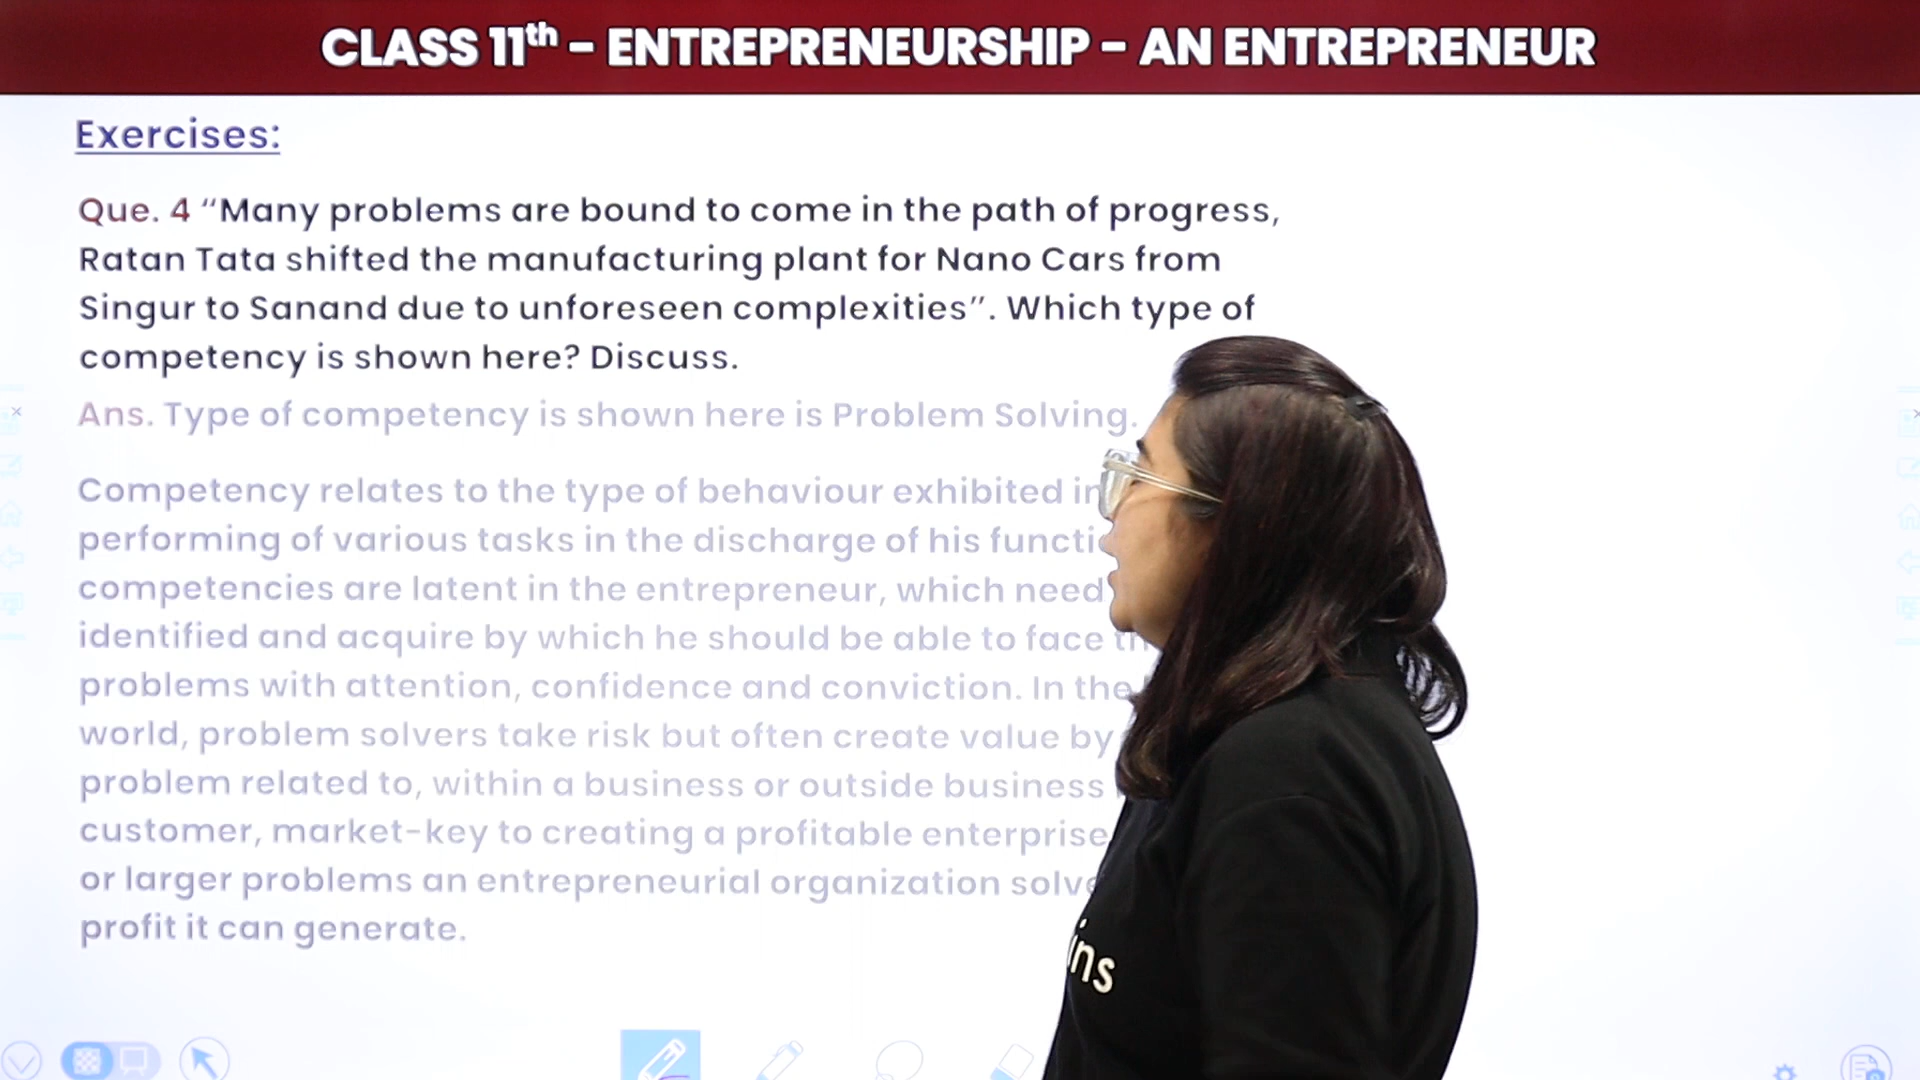 CLASS 11th – ENTREPRENEURSHIP – AN ENTREPRENEUR
Exercises:
Que. 4 “Many problems are bound to come in the path of progress,
Ratan Tata shifted the manufacturing plant for Nano Cars from
Singur to Sanand due to unforeseen complexities”. Which type of
competency is shown here? Discuss.
Ans. Type of competency is shown here is Problem Solving.
Competency relates to the type of behaviour exhibited in
performing of various tasks in the discharge of his
competencies are latent in the entrepreneur, which need
identified and acquire by which he should be able to face
problems with attention, confidence and conviction. In the
world, problem solvers take risk but often create value by
problem related to, within a business or outside business
customer, market-key to creating a profitable enterprise
or larger problems an entrepreneurial organization
profit it can generate.